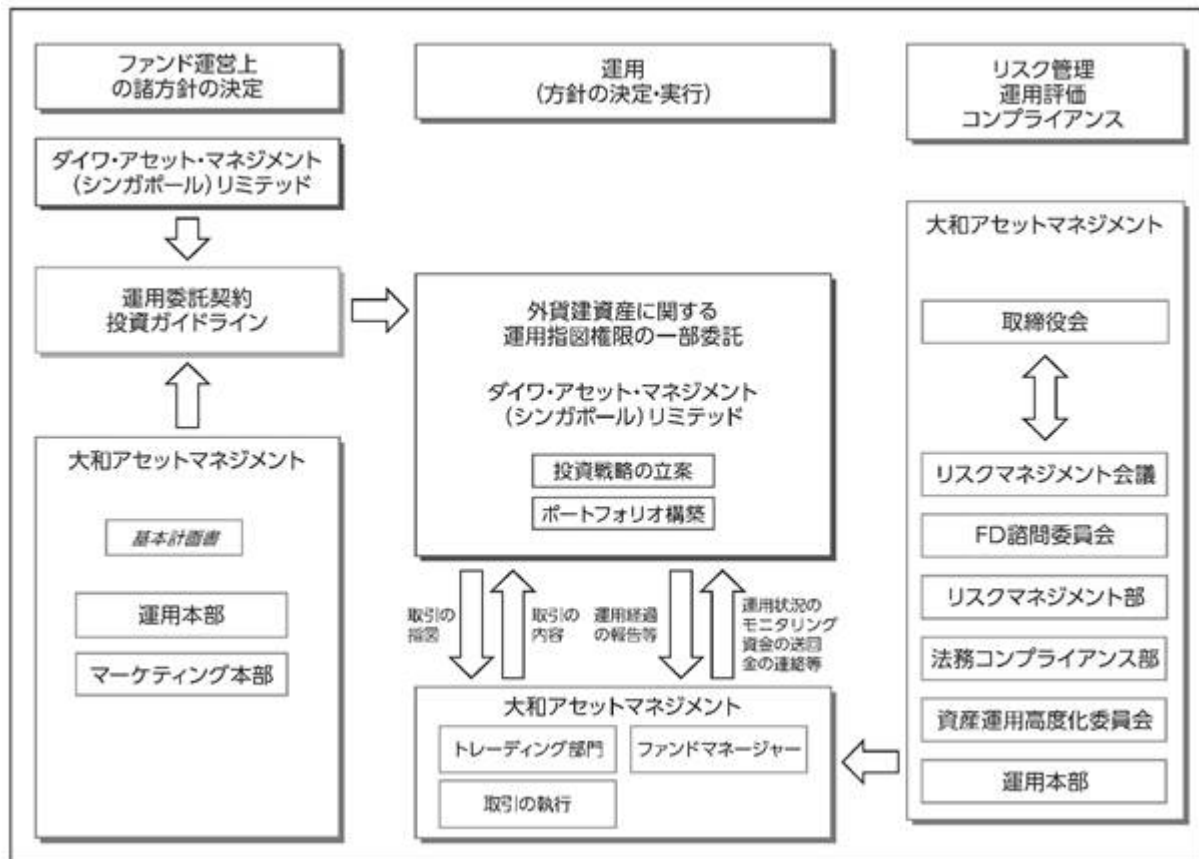 ファンド運営上
の諸方針の決定
ダイワ・アセット・マネジメント
(シンガポール)リミテッド
運用委託契約
投資ガイドライン
大和アセットマネジメント
基本計画書
運用本部
マーケティング本部
運用
(方針の決定・実行)
外貨建資産に関する
運用指図権限の一部委託
ダイワ・アセット・マネジメント
(シンガポール)リミテッド
投資戦略の立案
ポートフォリオ構築
取引の
指図
取引の
内容
運用経過
の報告等
運用状況の
モニタリング
資金の送回
金の連絡等
大和アセットマネジメント
トレーディング部門
ファンドマネージャー
取引の執行
リスク管理
運用評価
コンプライアンス
大和アセットマネジメント
取締役会
リスクマネジメント会議
FD諮問委員会
リスクマネジメント部
法務コンプライアンス部
資産運用高度化委員会
運用本部